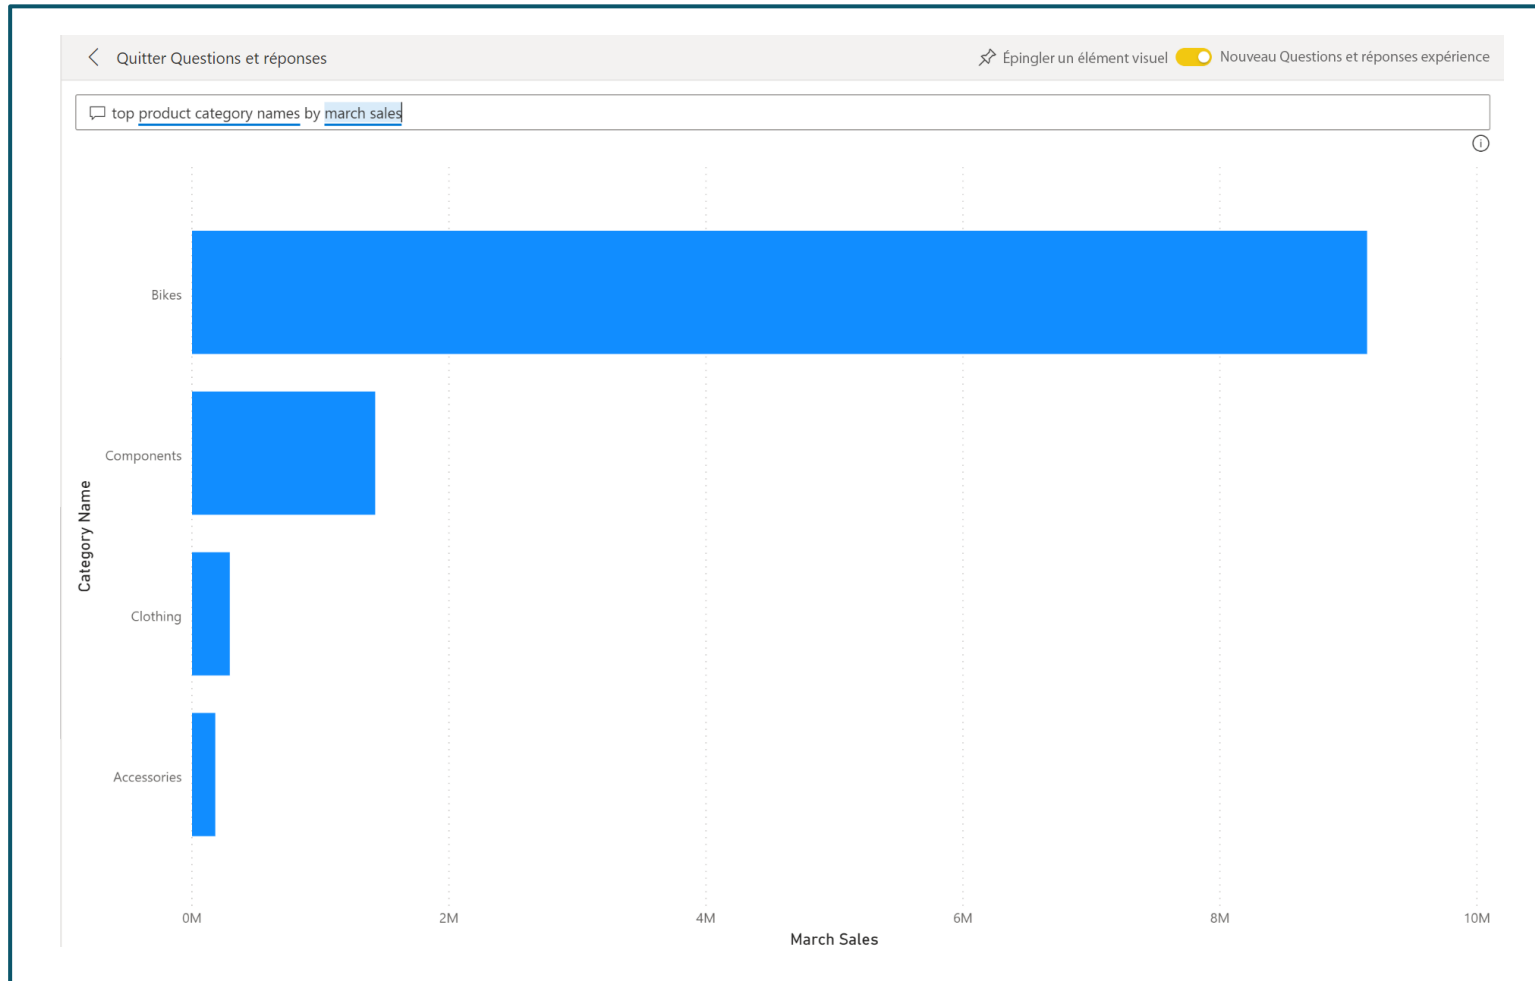 Quitter Questions et réponses
Épingler un élément visuel
Nouveau Questions et réponses expérience
top product category names by march sales
Category Name
Bikes
Components
Clothing
Accessories
0M 2M 4M 6M 8M 10M
March Sales